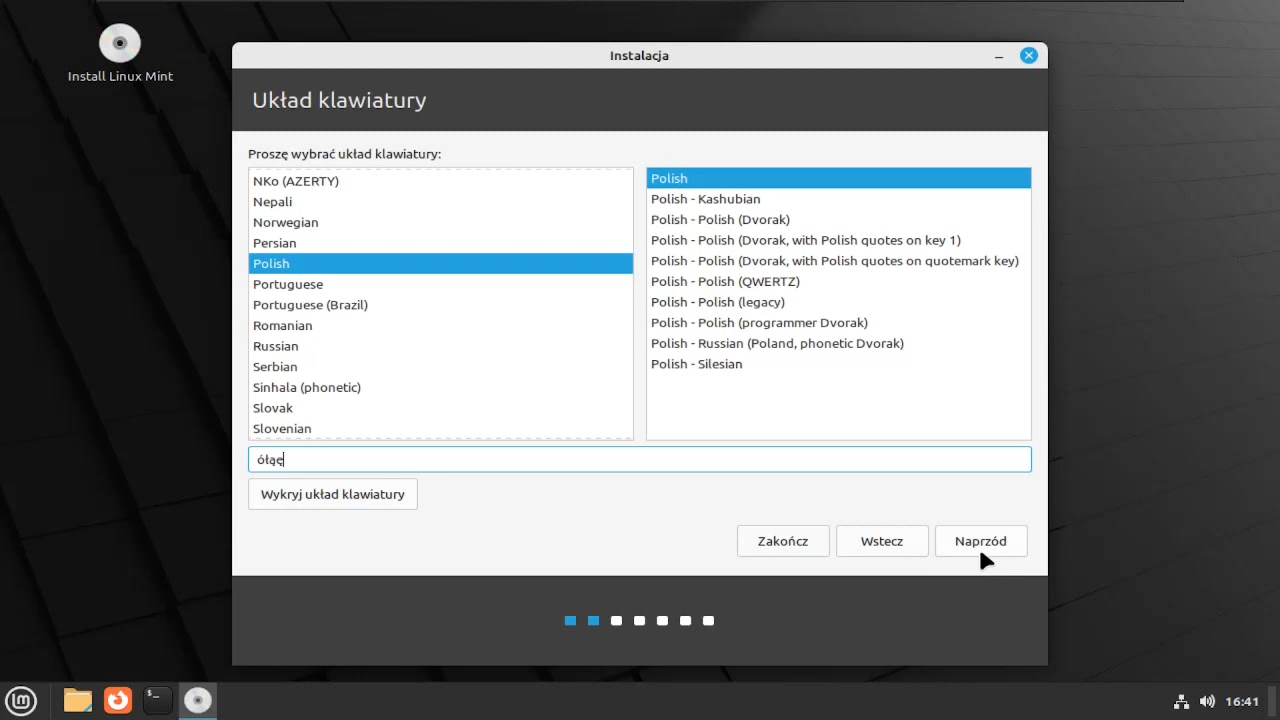 Install Linux Mint
Instalacja
Układ klawiatury
Proszę wybrać układ klawiatury:
NKo (AZERTY)
Nepali
Norwegian
Persian
Polish
Portuguese
Portuguese (Brazil)
Romanian
Russian
Serbian
Sinhala (phonetic)
Slovak
Slovenian
Polish
Polish - Kashubian
Polish - Polish (Dvorak)
Polish - Polish (Dvorak, with Polish quotes on key 1)
Polish - Polish (Dvorak, with Polish quotes on quotemark key)
Polish - Polish (QWERTZ)
Polish - Polish (legacy)
Polish - Polish (programmer Dvorak)
Polish - Russian (Poland, phonetic Dvorak)
Polish - Silesian
ółąę
Wykryj układ klawiatury
Zakończ
Wstecz
Naprzód
16:41